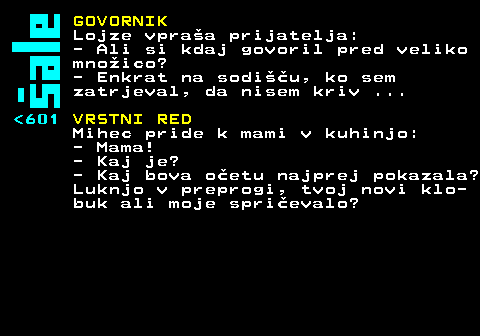 Šale
GOVORNIK
Lojze vpraša prijatelja:
- Ali si kdaj govoril pred veliko
množico?
- Enkrat na sodišču, ko sem
zatrjeval, da nisem kriv ...
<601 VRSTNI RED
Mihec pride k mami v kuhinjo:
- Mama!
- Kaj je?
- Kaj bova očetu najprej pokazala?
Luknjo v preprogi, tvoj novi klo-
buk ali moje spričevalo?